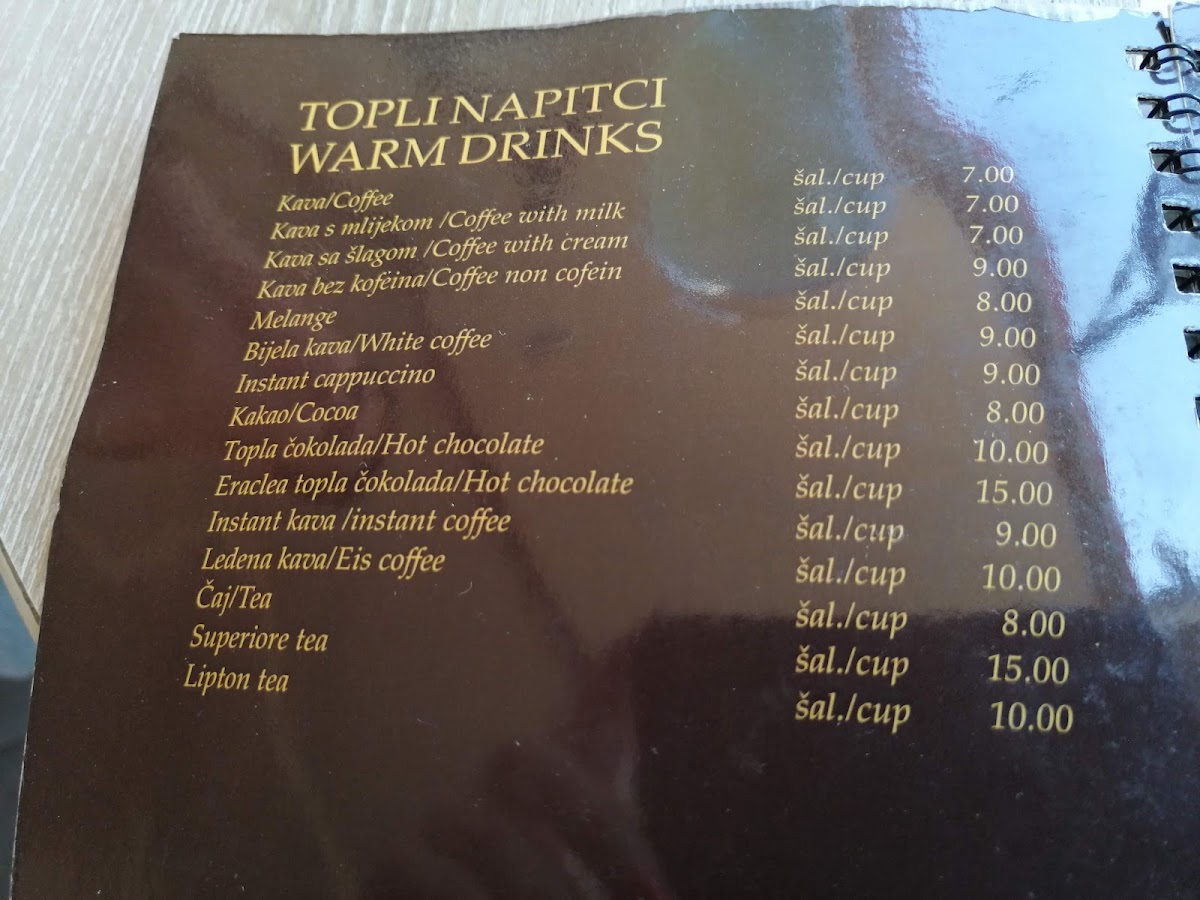 TOPLI NAPITCI
WARM DRINKS
Kava/Coffee šal./cup 7.00
Kava s mlijekom /Coffee with milk šal./cup 7.00
Kava sa šlagom /Coffee with cream šal./cup 7.00
Kava bez kofeina/Coffee non cofein šal./cup 9.00
Melange šal./cup 8.00
Bijela kava/White coffee šal./cup 9.00
Instant cappuccino šal./cup 9.00
Kakao/Cocoa šal./cup 8.00
Topla čokolada/Hot chocolate šal./cup 10.00
Eraclea topla čokolada/Hot chocolate šal./cup 15.00
Instant kava /instant coffee šal./cup 9.00
Ledena kava/Eis coffee šal./cup 10.00
Čaj/Tea šal./cup 8.00
Superiore tea šal./cup 15.00
Lipton tea šal./cup 10.00